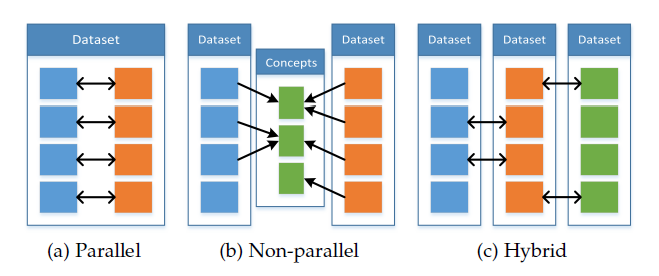 Dataset
Dataset
Concepts
Dataset
Dataset
Dataset
Dataset
(a) Parallel
(b) Non-parallel
(c) Hybrid